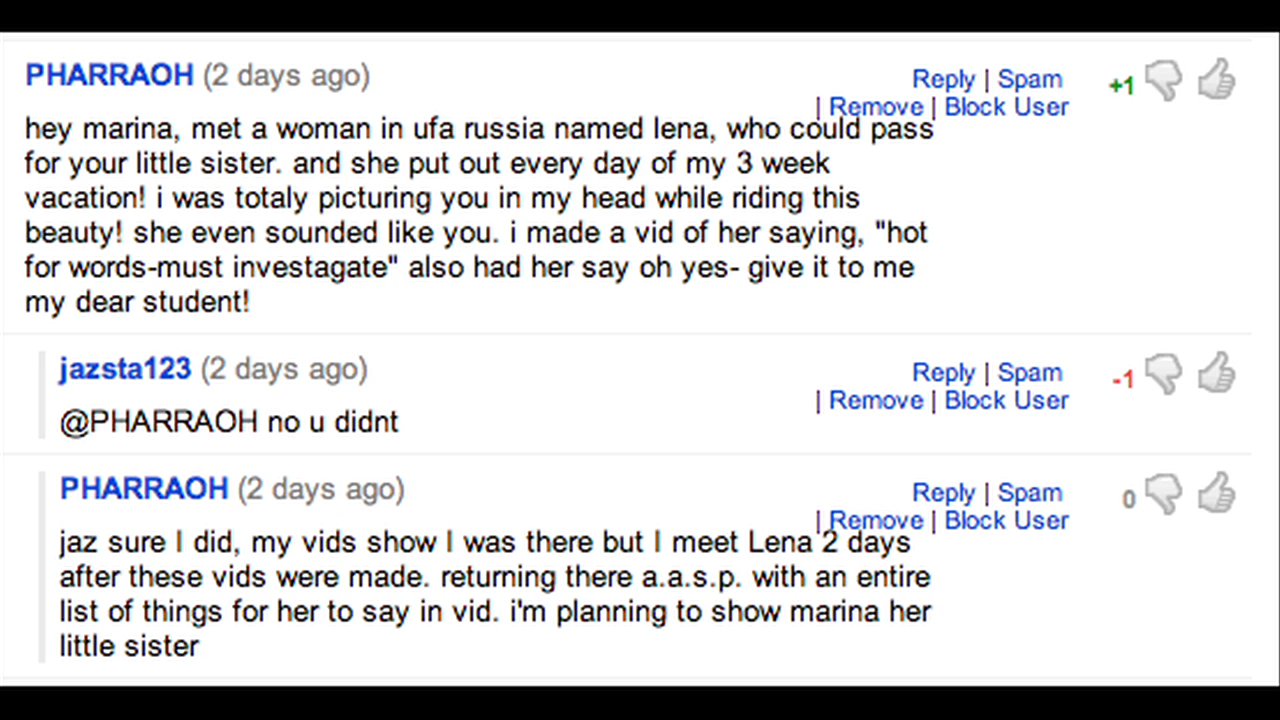 PHARRAOH (2 days ago)
Reply | Spam
| Remove | Block User
+1
hey marina, met a woman in ufa russia named lena, who could pass
for your little sister. and she put out every day of my 3 week
vacation! i was totaly picturing you in my head while riding this
beauty! she even sounded like you. i made a vid of her saying, "hot
for words-must investagate" also had her say oh yes- give it to me
my dear student!
jazsta123 (2 days ago)
Reply | Spam
| Remove | Block User
-1
@PHARRAOH no u didnt
PHARRAOH (2 days ago)
Reply | Spam
| Remove | Block User
0
jaz sure I did, my vids show I was there but I meet Lena 2 days
after these vids were made. returning there a.a.s.p. with an entire
list of things for her to say in vid. i'm planning to show marina her
little sister